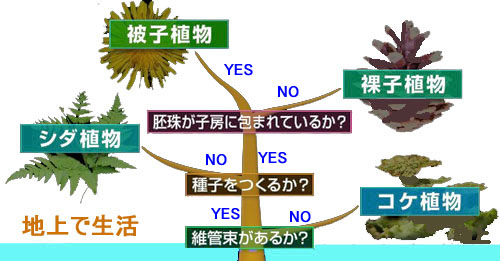 被子植物
YES
NO
裸子植物
胚珠が子房に包まれているか？
シダ植物
NO
YES
種子をつくるか？
コケ植物
YES
NO
地上で生活
維管束があるか？